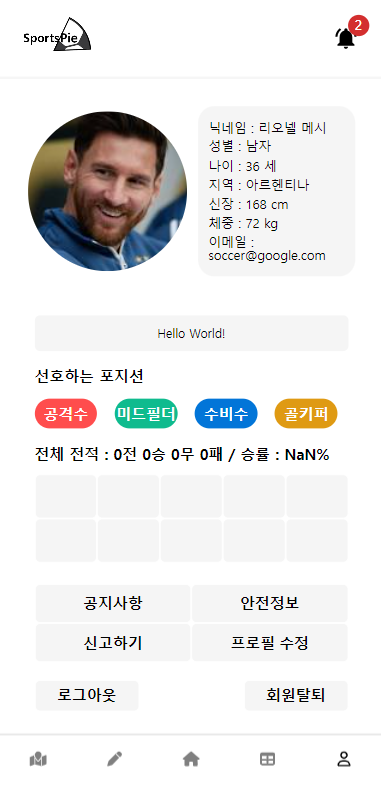 SportsPie
2
닉네임 : 리오넬 메시
성별 : 남자
나이 : 36 세
지역 : 아르헨티나
신장 : 168 cm
체중 : 72 kg
이메일 :
soccer@google.com
Hello World!
선호하는 포지션
공격수 미드필더 수비수 골키퍼
전체 전적 : 0전 0승 0무 0패 / 승률 : NaN%
공지사항 안전정보
신고하기 프로필 수정
로그아웃 회원탈퇴